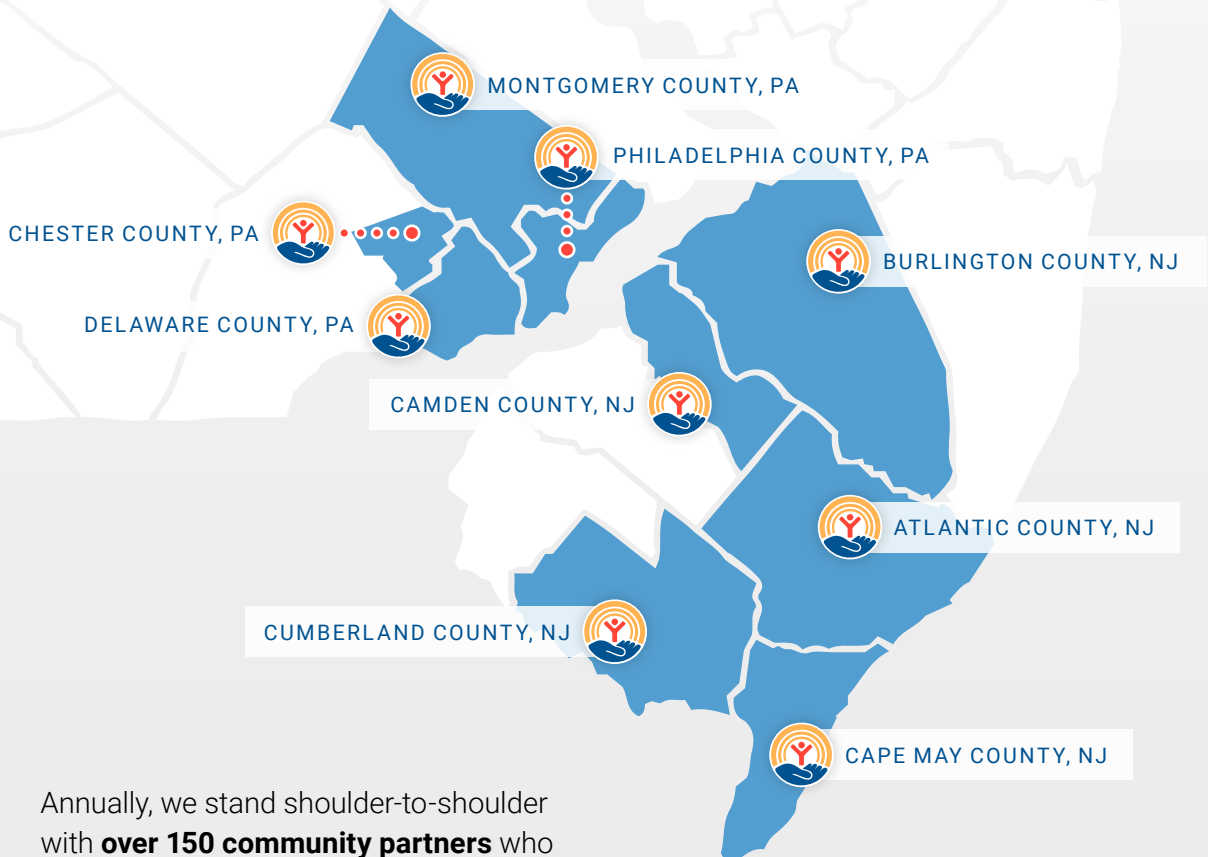 MONTGOMERY COUNTY, PA
PHILADELPHIA COUNTY, PA
CHESTER COUNTY, PA
BURLINGTON COUNTY, NJ
DELAWARE COUNTY, PA
CAMDEN COUNTY, NJ
ATLANTIC COUNTY, NJ
CUMBERLAND COUNTY, NJ
CAPE MAY COUNTY, NJ
Annually, we stand shoulder-to-shoulder
with over 150 community partners who